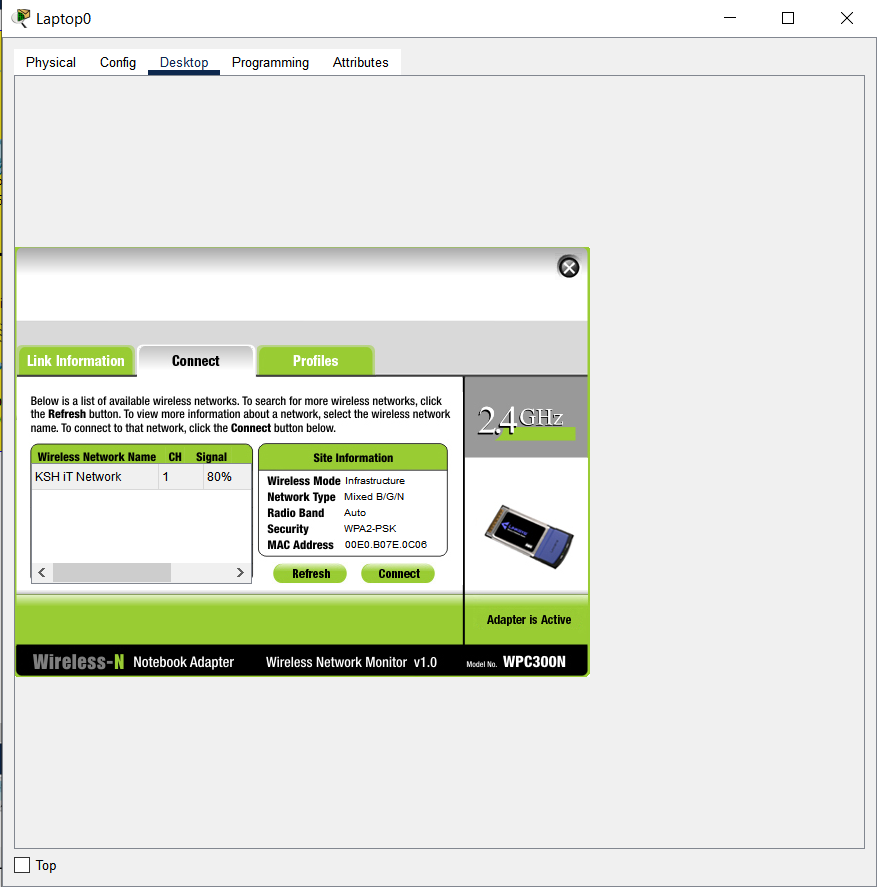 Laptop0
Physical Config Desktop Programming Attributes
Link Information Connect Profiles
Below is a list of available wireless networks. To search for more wireless networks, click
the Refresh button. To view more information about a network, select the wireless network
name. To connect to that network, click the Connect button below.
2.4GHz
Wireless Network Name CH Signal
KSH iT Network 1 80%
Site Information
Wireless Mode Infrastructure
Network Type Mixed B/G/N
Radio Band Auto
Security WPA2-PSK
MAC Address 00E0.B07E.0C06
Refresh Connect
Adapter is Active
Wireless-N Notebook Adapter Wireless Network Monitor v1.0 Model No. WPC300N
Top